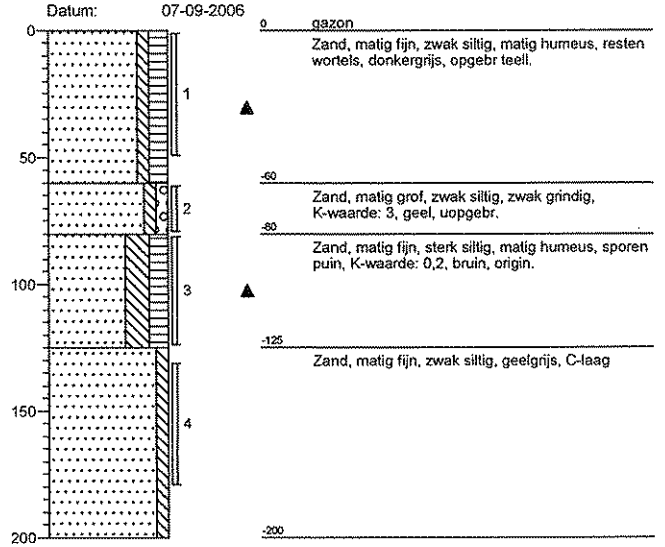 Datum: 07-09-2006
0 gazon
0
Zand, matig fijn, zwak siltig, matig humeus, resten
wortels, donkergrijs, opgebr teell.
1
50
-60
Zand, matig grof, zwak siltig, zwak grindig,
K-waarde: 3, geel, uopgebr.
2
-80
Zand, matig fijn, sterk siltig, matig humeus, sporen
puin, K-waarde: 0,2, bruin, origin.
100
3
-125
Zand, matig fijn, zwak siltig, geelgrijs, C-laag
150
4
200
-200